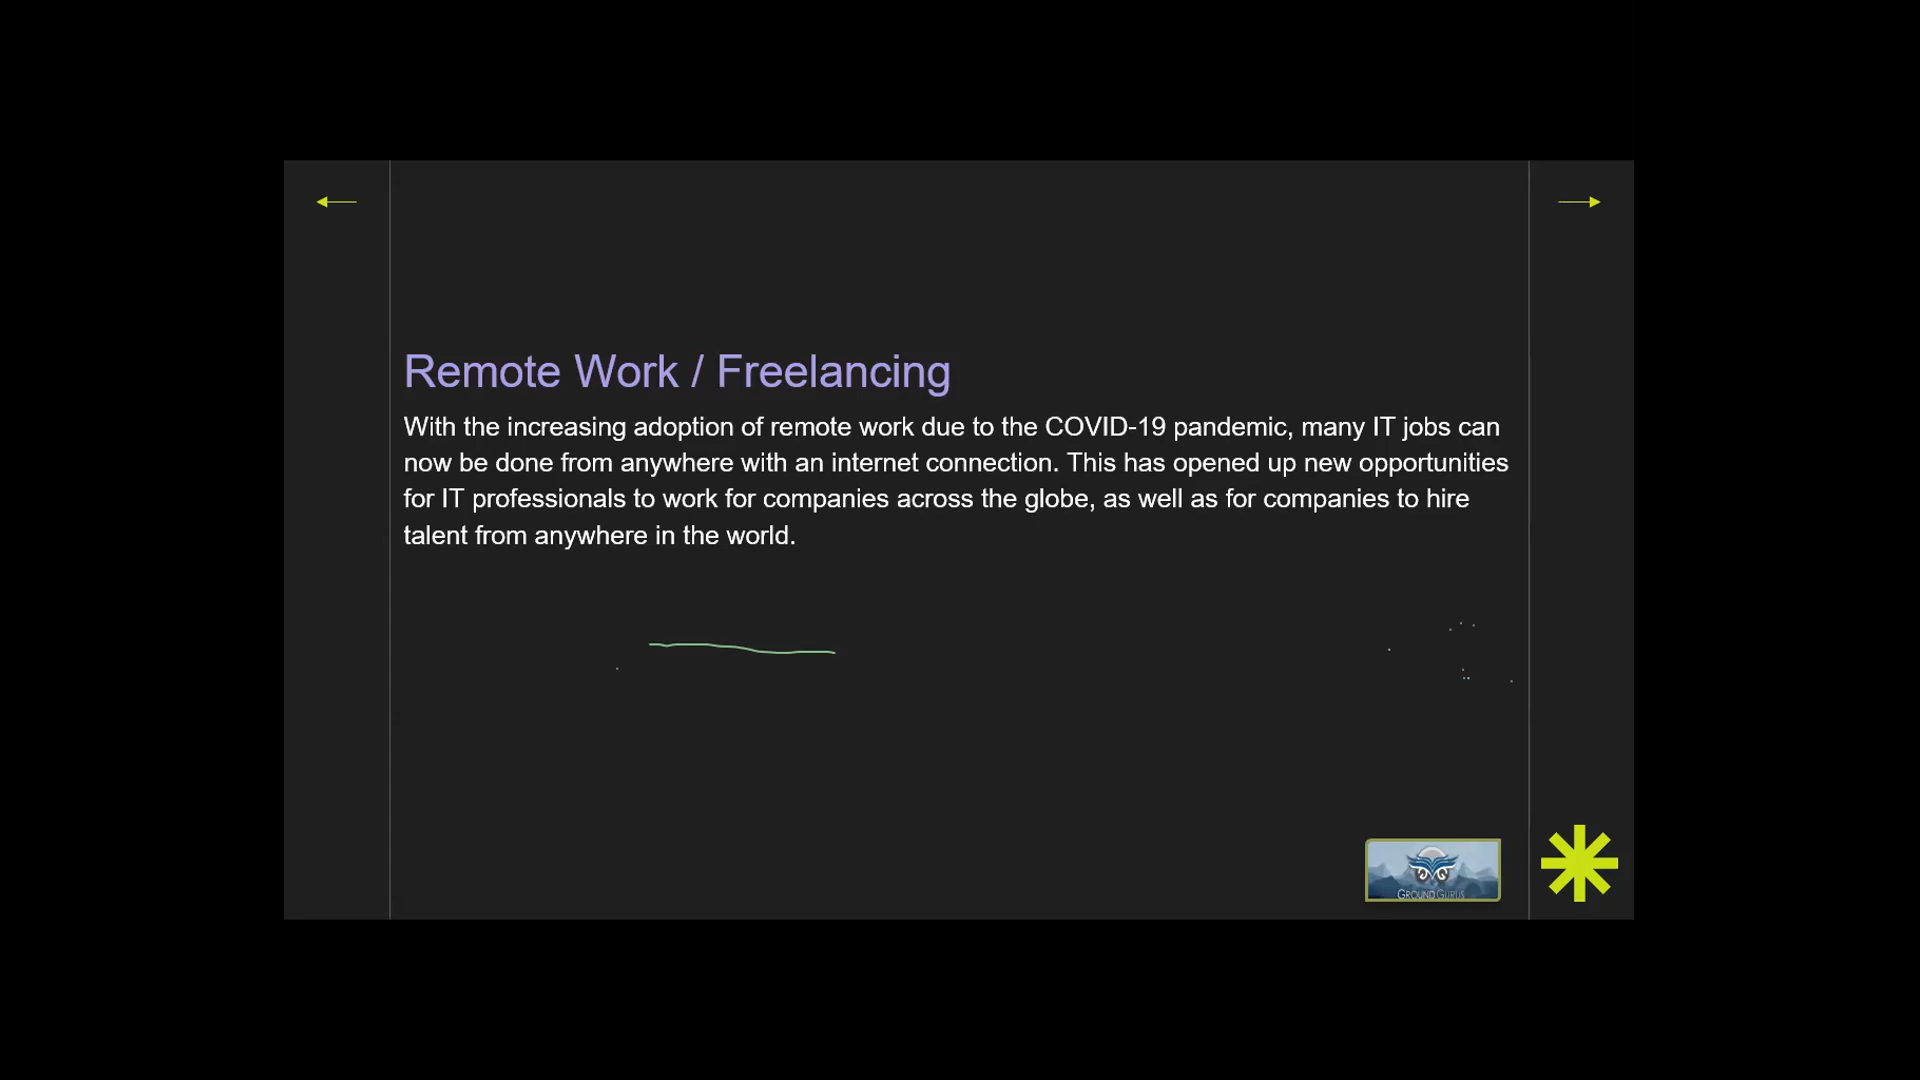 Remote Work / Freelancing
With the increasing adoption of remote work due to the COVID-19 pandemic, many IT jobs can
now be done from anywhere with an internet connection. This has opened up new opportunities
for IT professionals to work for companies across the globe, as well as for companies to hire
talent from anywhere in the world.
GROUND GURUS